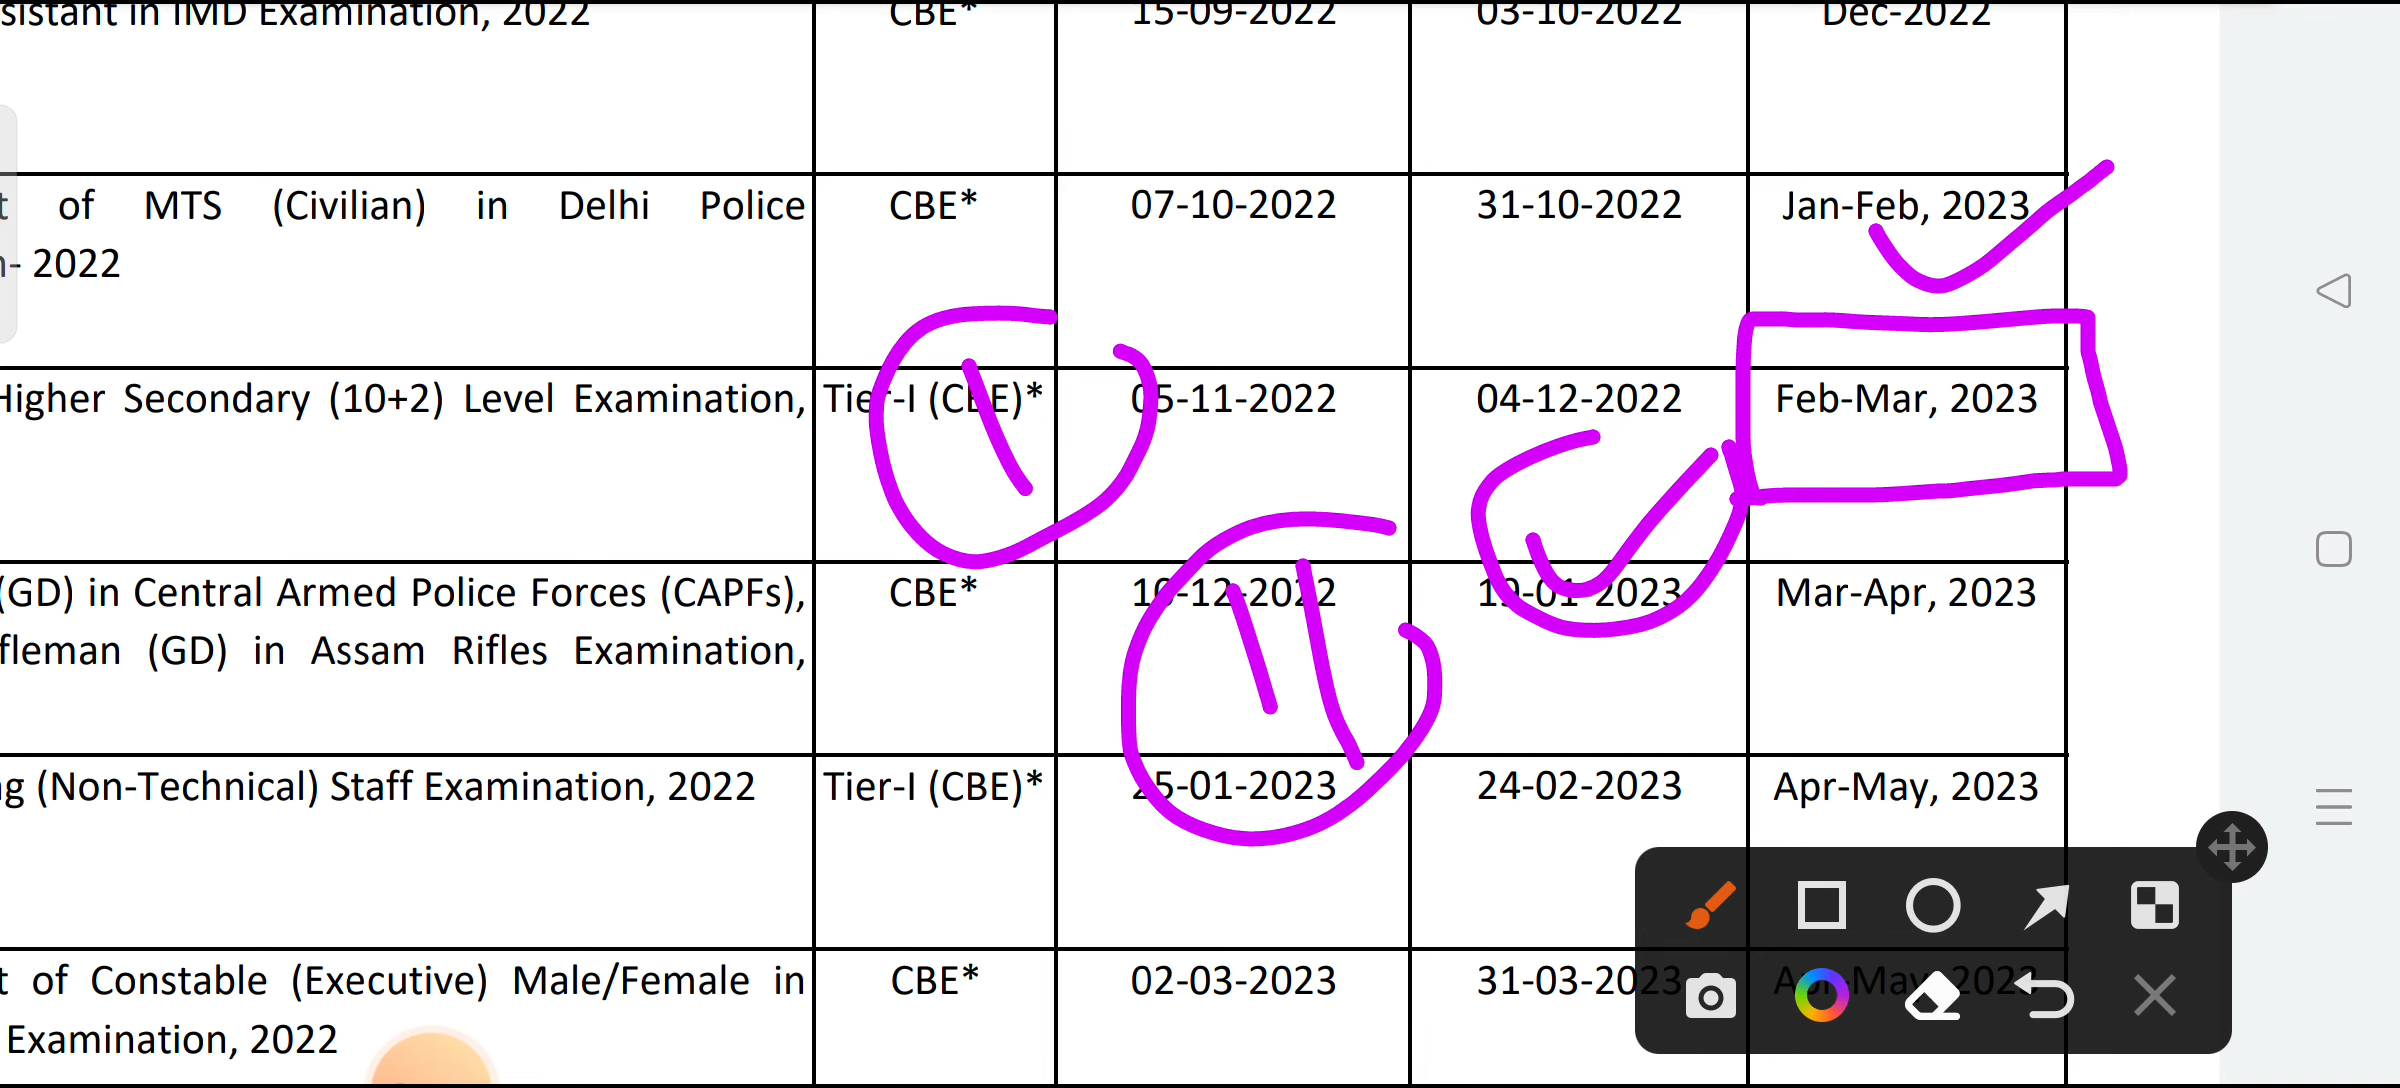 sistant in IMD Examination, 2022 CBE* 15-09-2022 03-10-2022 Dec-2022
t of MTS (Civilian) in Delhi Police CBE* 07-10-2022 31-10-2022 Jan-Feb, 2023
n- 2022
Higher Secondary (10+2) Level Examination, Tier-I (CBE)* 05-11-2022 04-12-2022 Feb-Mar, 2023
(GD) in Central Armed Police Forces (CAPFs), CBE* 10-12-2022 19-01-2023 Mar-Apr, 2023
fleman (GD) in Assam Rifles Examination,
ng (Non-Technical) Staff Examination, 2022 Tier-I (CBE)* 25-01-2023 24-02-2023 Apr-May, 2023
t of Constable (Executive) Male/Female in CBE* 02-03-2023 31-03-2023 Apr-May, 2023
Examination, 2022